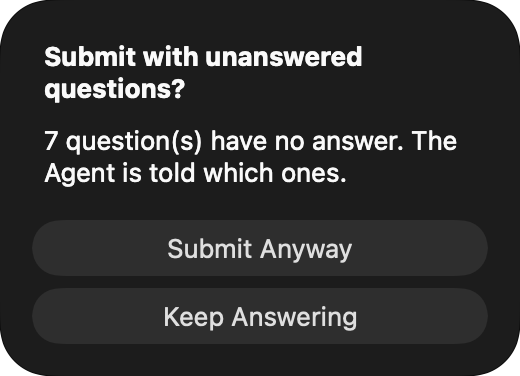 Submit with unanswered
questions?
7 question(s) have no answer. The
Agent is told which ones.
Submit Anyway
Keep Answering